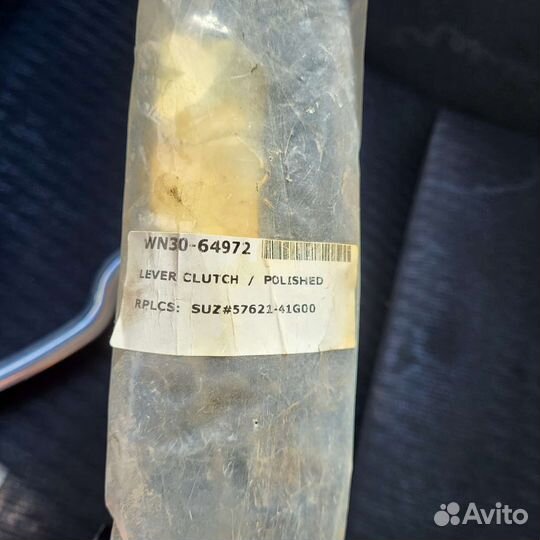 WN30-64972
LEVER CLUTCH / POLISHED
RPLCS: SUZ#57621-41G00
Avito